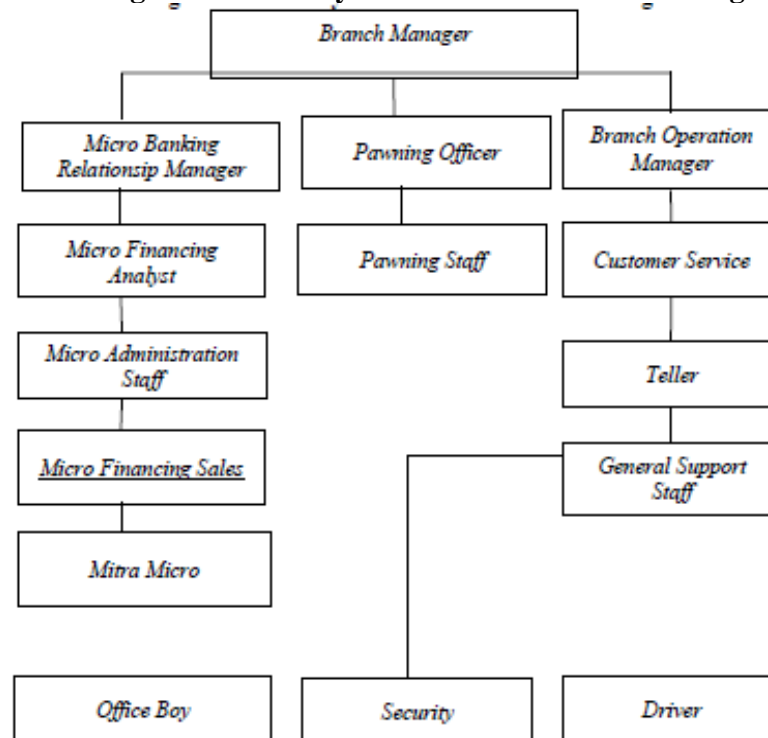 Branch Manager
Micro Banking
Relationsip Manager
Pawning Officer
Branch Operation
Manager
Micro Financing
Analyst
Pawning Staff
Customer Service
Micro Administration
Staff
Teller
Micro Financing Sales
General Support
Staff
Mitra Micro
Office Boy
Security
Driver